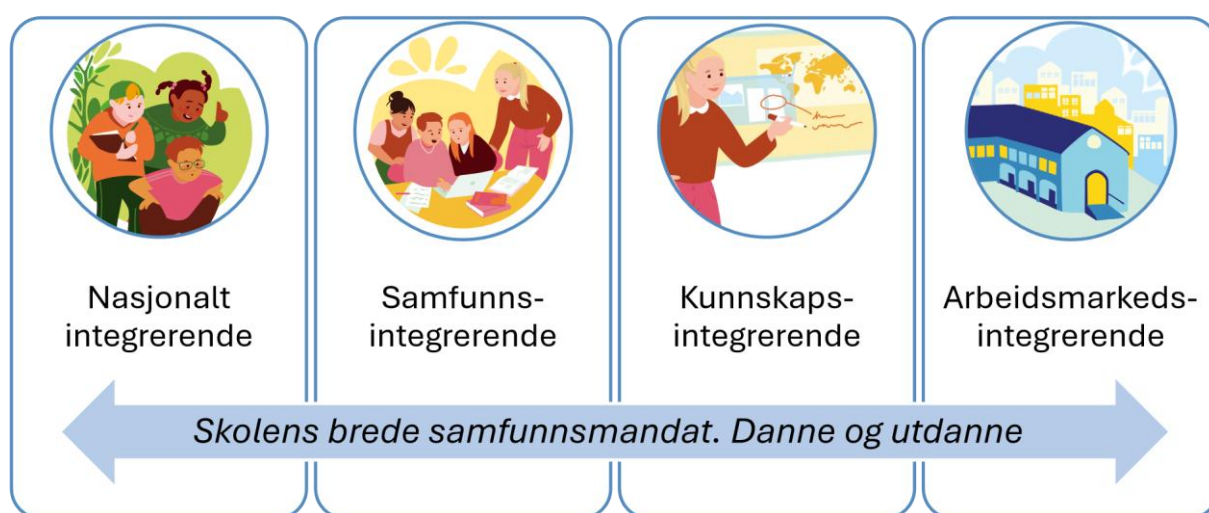 Nasjonalt
integrerende
Samfunns-
integrerende
Kunnskaps-
integrerende
Arbeidsmarkeds-
integrerende
Skolens brede samfunnsmandat. Danne og utdanne